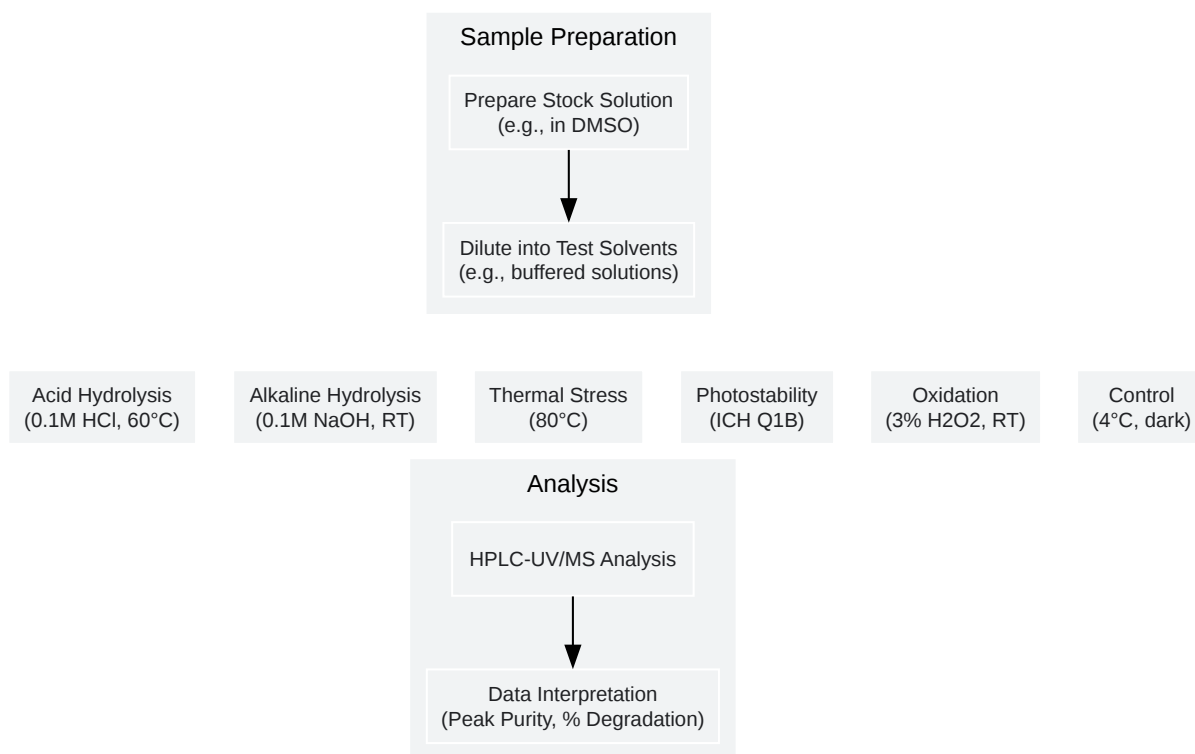 Sample Preparation
Prepare Stock Solution
(e.g., in DMSO)
Dilute into Test Solvents
(e.g., buffered solutions)
Acid Hydrolysis
(0.1M HCl, 60°C)
Alkaline Hydrolysis
(0.1M NaOH, RT)
Thermal Stress
(80°C)
Photostability
(ICH Q1B)
Oxidation
(3% H2O2, RT)
Control
(4°C, dark)
Analysis
HPLC-UV/MS Analysis
Data Interpretation
(Peak Purity, % Degradation)